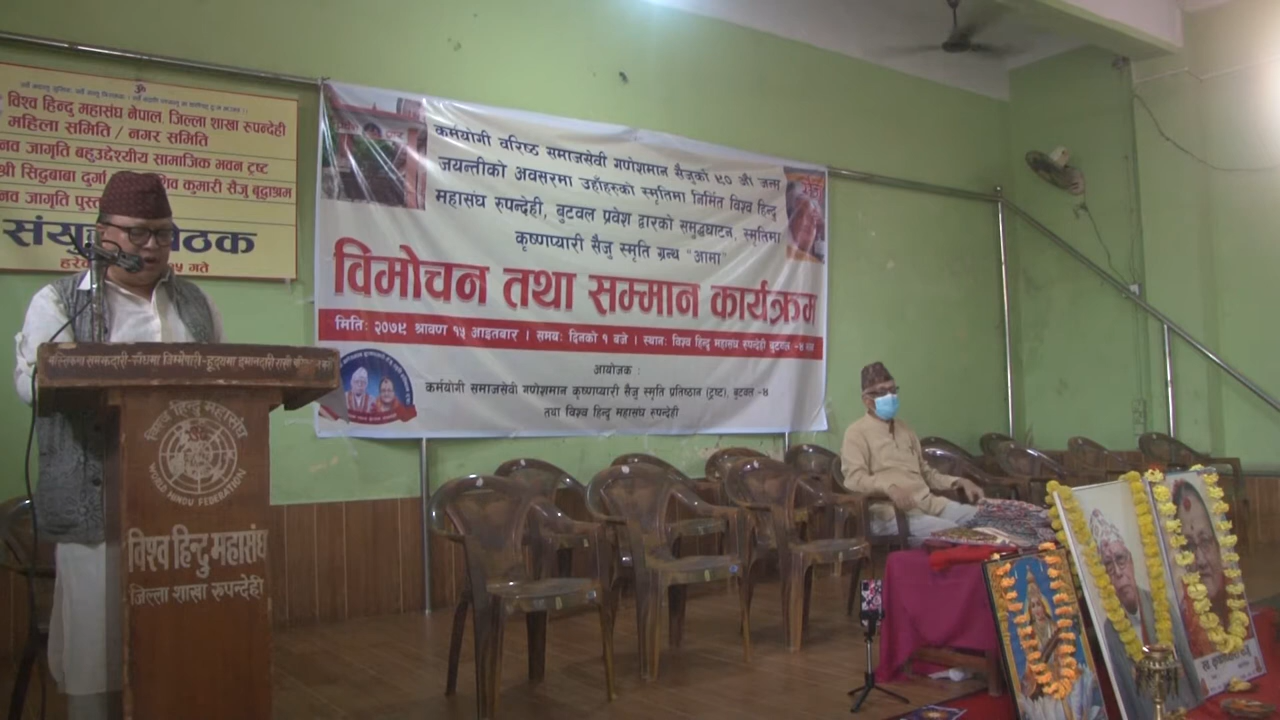 विश्व हिन्दु महासंघ नेपाल, जिल्ला शाखा रुपन्देही
महिला समिति / नगर समिति
नव जागृति बहुउद्देश्यीय सामाजिक भवन ट्रष्ट
श्री सिद्धबाबा दुर्गा शिव कुमारी सैजु बृद्धाश्रम
नव जागृति
बैठक
गते
कर्मयोगी वरिष्ठ समाजसेवी गणेशमान सैजुको ९० औं जन्म
जयन्तीको अवसरमा उहाँहरुको स्मृतिमा निर्मित विश्व हिन्दु
महासंघ रुपन्देही, बुटवल प्रवेश द्वारको समुद्घाटन, स्मृतिमा
कृष्णप्यारी सैजु स्मृति ग्रन्थ "आमा"
विमोचन तथा सम्मान कार्यक्रम
मितिः २०७९ श्रावण १५ आइतबार । समयः दिनको १ बजे । स्थानः विश्व हिन्दु महासंघ रुपन्देही बुटवल
आयोजक :
कर्मयोगी समाजसेवी गणेशमान कृष्णप्यारी सैजु स्मृति प्रतिष्ठान (ट्रष्ट), बुटवल -४
तथा विश्व हिन्दु महासंघ रुपन्देही
विश्व हिन्दु महासंघ
WORLD HINDU FEDERATION
विश्व हिन्दु महासंघ
जिल्ला शाखा रुपन्देही